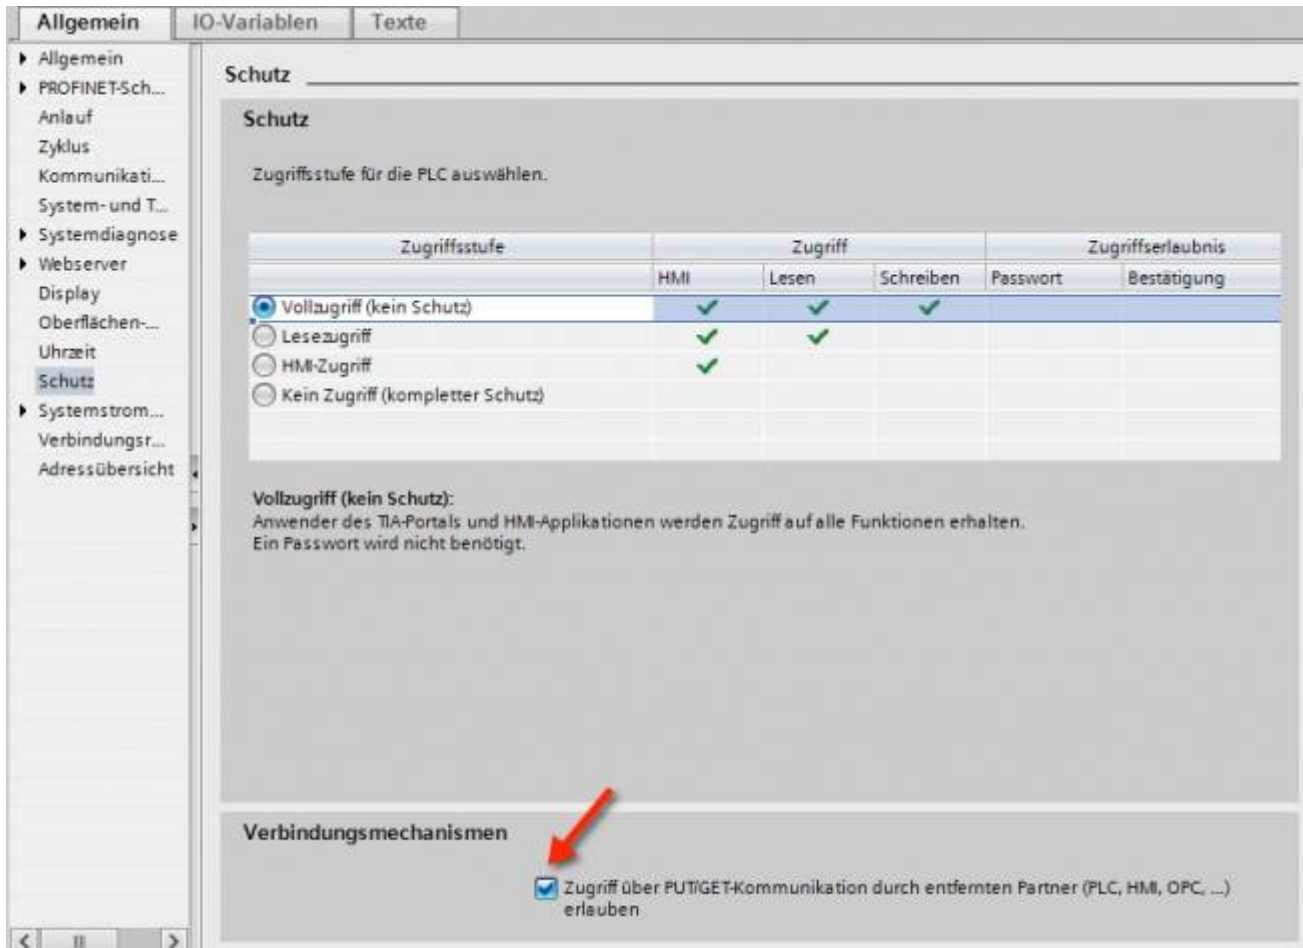 Allgemein IO-Variablen Texte
Allgemein
PROFINET-Sch...
Anlauf
Zyklus
Kommunikati...
System- und T...
Systemdiagnose
Webserver
Display
Oberflächen-...
Uhrzeit
Schutz
Systemstrom...
Verbindungsr...
Adressübersicht
Schutz
Schutz
Zugriffsstufe für die PLC auswählen.
Zugriffsstufe Zugriff Zugriffserlaubnis
HMI Lesen Schreiben Passwort Bestätigung
Vollzugriff (kein Schutz)
Lesezugriff
HMI-Zugriff
Kein Zugriff (kompletter Schutz)
Vollzugriff (kein Schutz):
Anwender des TIA-Portals und HMI-Applikationen werden Zugriff auf alle Funktionen erhalten.
Ein Passwort wird nicht benötigt.
Verbindungsmechanismen
Zugriff über PUT/GET-Kommunikation durch entfernten Partner (PLC, HMI, OPC, ...)
erlauben